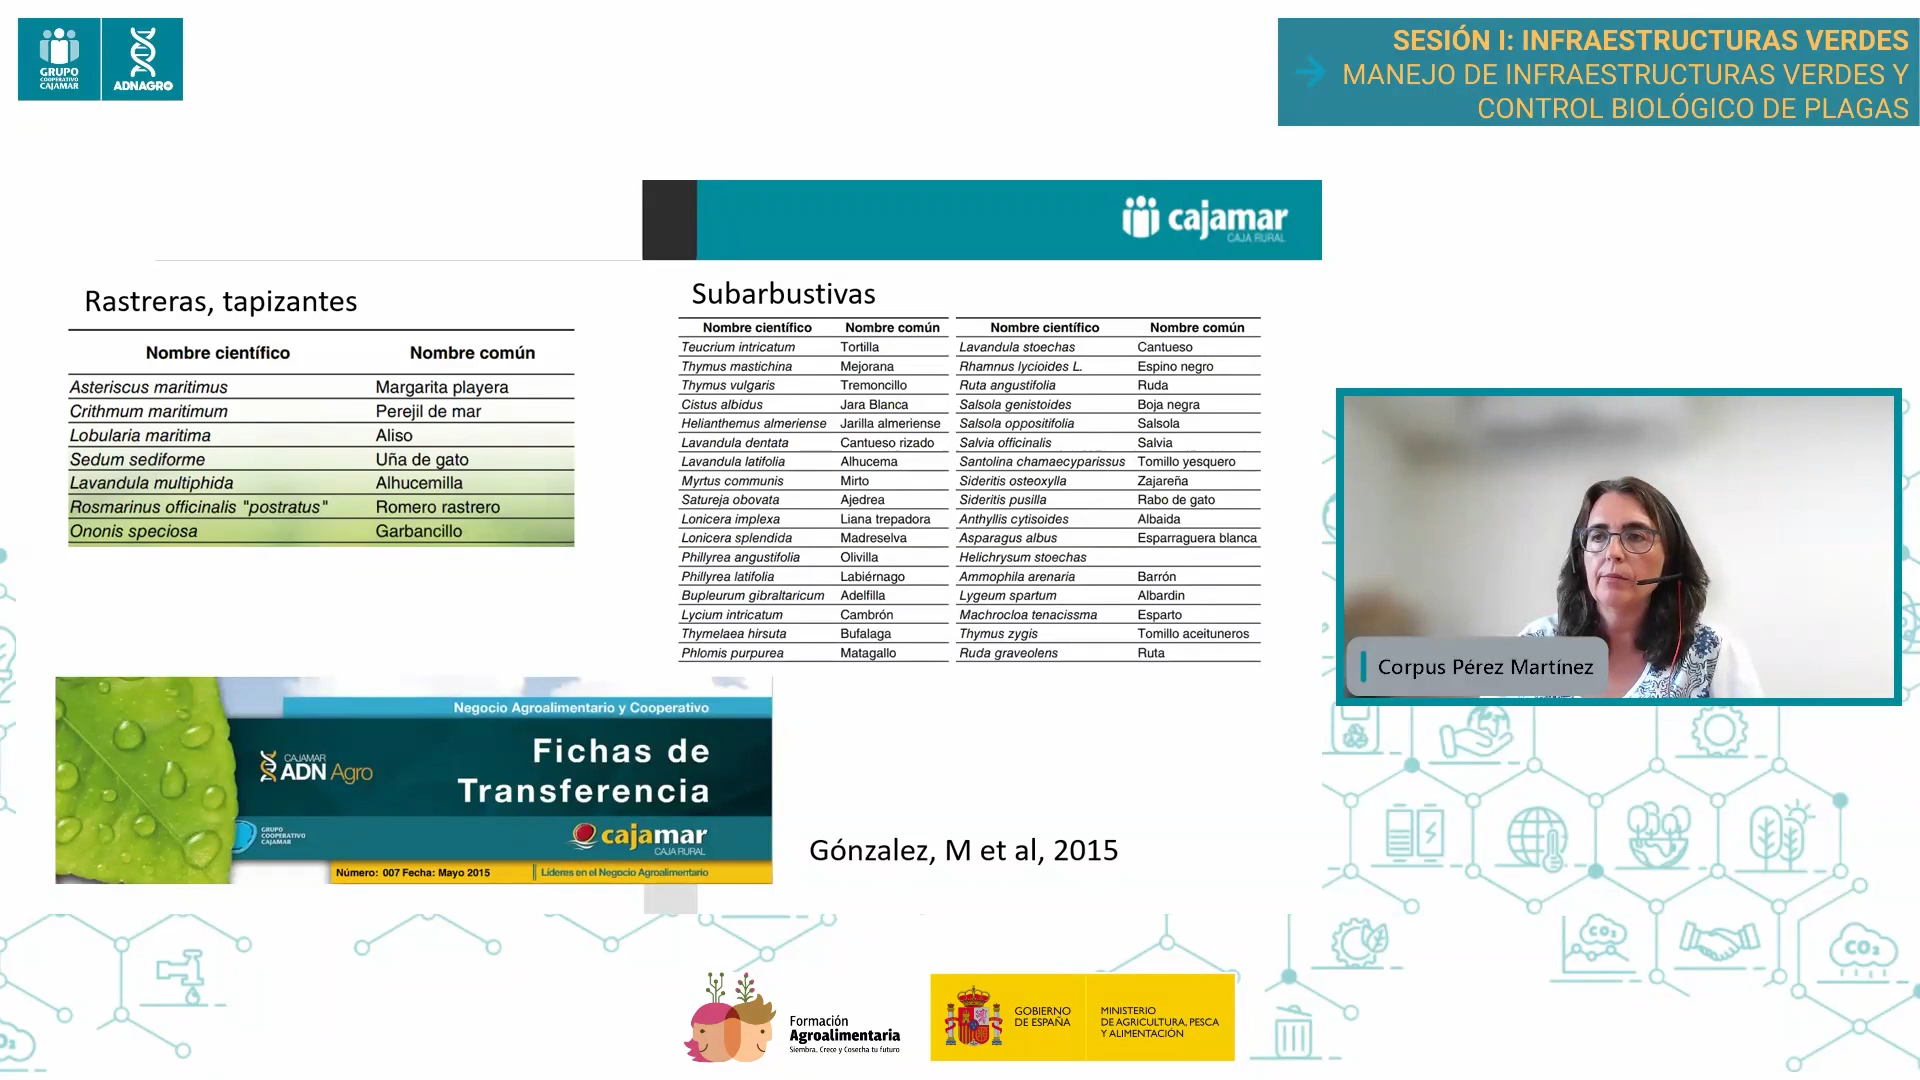 GRUPO
COOPERATIVO
CAJAMAR
ADNAGRO
SESIÓN I: INFRAESTRUCTURAS VERDES
MANEJO DE INFRAESTRUCTURAS VERDES Y
CONTROL BIOLÓGICO DE PLAGAS
cajamar
CAJA RURAL
Rastreras, tapizantes
Nombre científico Nombre común
Asteriscus maritimus Margarita playera
Crithmum maritimum Perejil de mar
Lobularia maritima Aliso
Sedum sediforme Uña de gato
Lavandula multiphida Alhucemilla
Rosmarinus officinalis "postratus" Romero rastrero
Ononis speciosa Garbancillo
Subarbustivas
Nombre científico Nombre común Nombre científico Nombre común
Teucrium intricatum Tortilla Lavandula stoechas Cantueso
Thymus mastichina Mejorana Rhamnus lycioides L. Espino negro
Thymus vulgaris Tremoncillo Ruta angustifolia Ruda
Cistus albidus Jara Blanca Salsola genistoides Boja negra
Helianthemus almeriense Jarilla almeriense Salsola oppositifolia Salsola
Lavandula dentata Cantueso rizado Salvia officinalis Salvia
Lavandula latifolia Alhucema Santolina chamaecyparissus Tomillo yesquero
Myrtus communis Mirto Sideritis osteoxylla Zajareña
Satureja obovata Ajedrea Sideritis pusilla Rabo de gato
Lonicera implexa Liana trepadora Anthyllis cytisoides Albaida
Lonicera splendida Madreselva Asparagus albus Esparraguera blanca
Phillyrea angustifolia Olivilla Helichrysum stoechas
Phillyrea latifolia Labiérnago Ammophila arenaria Barrón
Bupleurum gibraltaricum Adelfilla Lygeum spartum Albardin
Lycium intricatum Cambrón Machrocloa tenacissma Esparto
Thymelaea hirsuta Bufalaga Thymus zygis Tomillo aceituneros
Phlomis purpurea Matagallo Ruda graveolens Ruta
Corpus Pérez Martínez
Negocio Agroalimentario y Cooperativo
Fichas de
Transferencia
CAJAMAR
ADN Agro
GRUPO
COOPERATIVO
CAJAMAR
cajamar
CAJA RURAL
Número: 007 Fecha: Mayo 2015 Líderes en el Negocio Agroalimentario
Gónzalez, M et al, 2015
CO2
CO2
Formación
Agroalimentaria
Siembra, Crece y Cosecha tu futuro
GOBIERNO
DE ESPAÑA
MINISTERIO
DE AGRICULTURA, PESCA
Y ALIMENTACIÓN